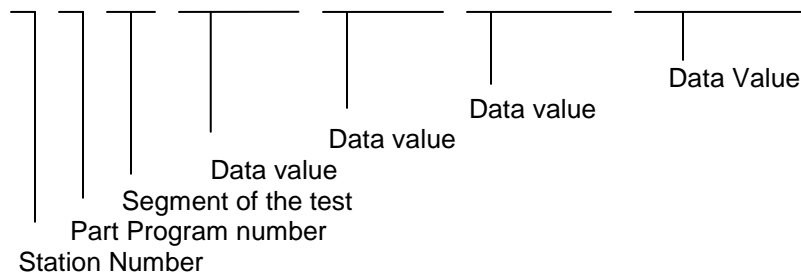 Data Value
Data value
Data value
Data value
Segment of the test
Part Program number
Station Number